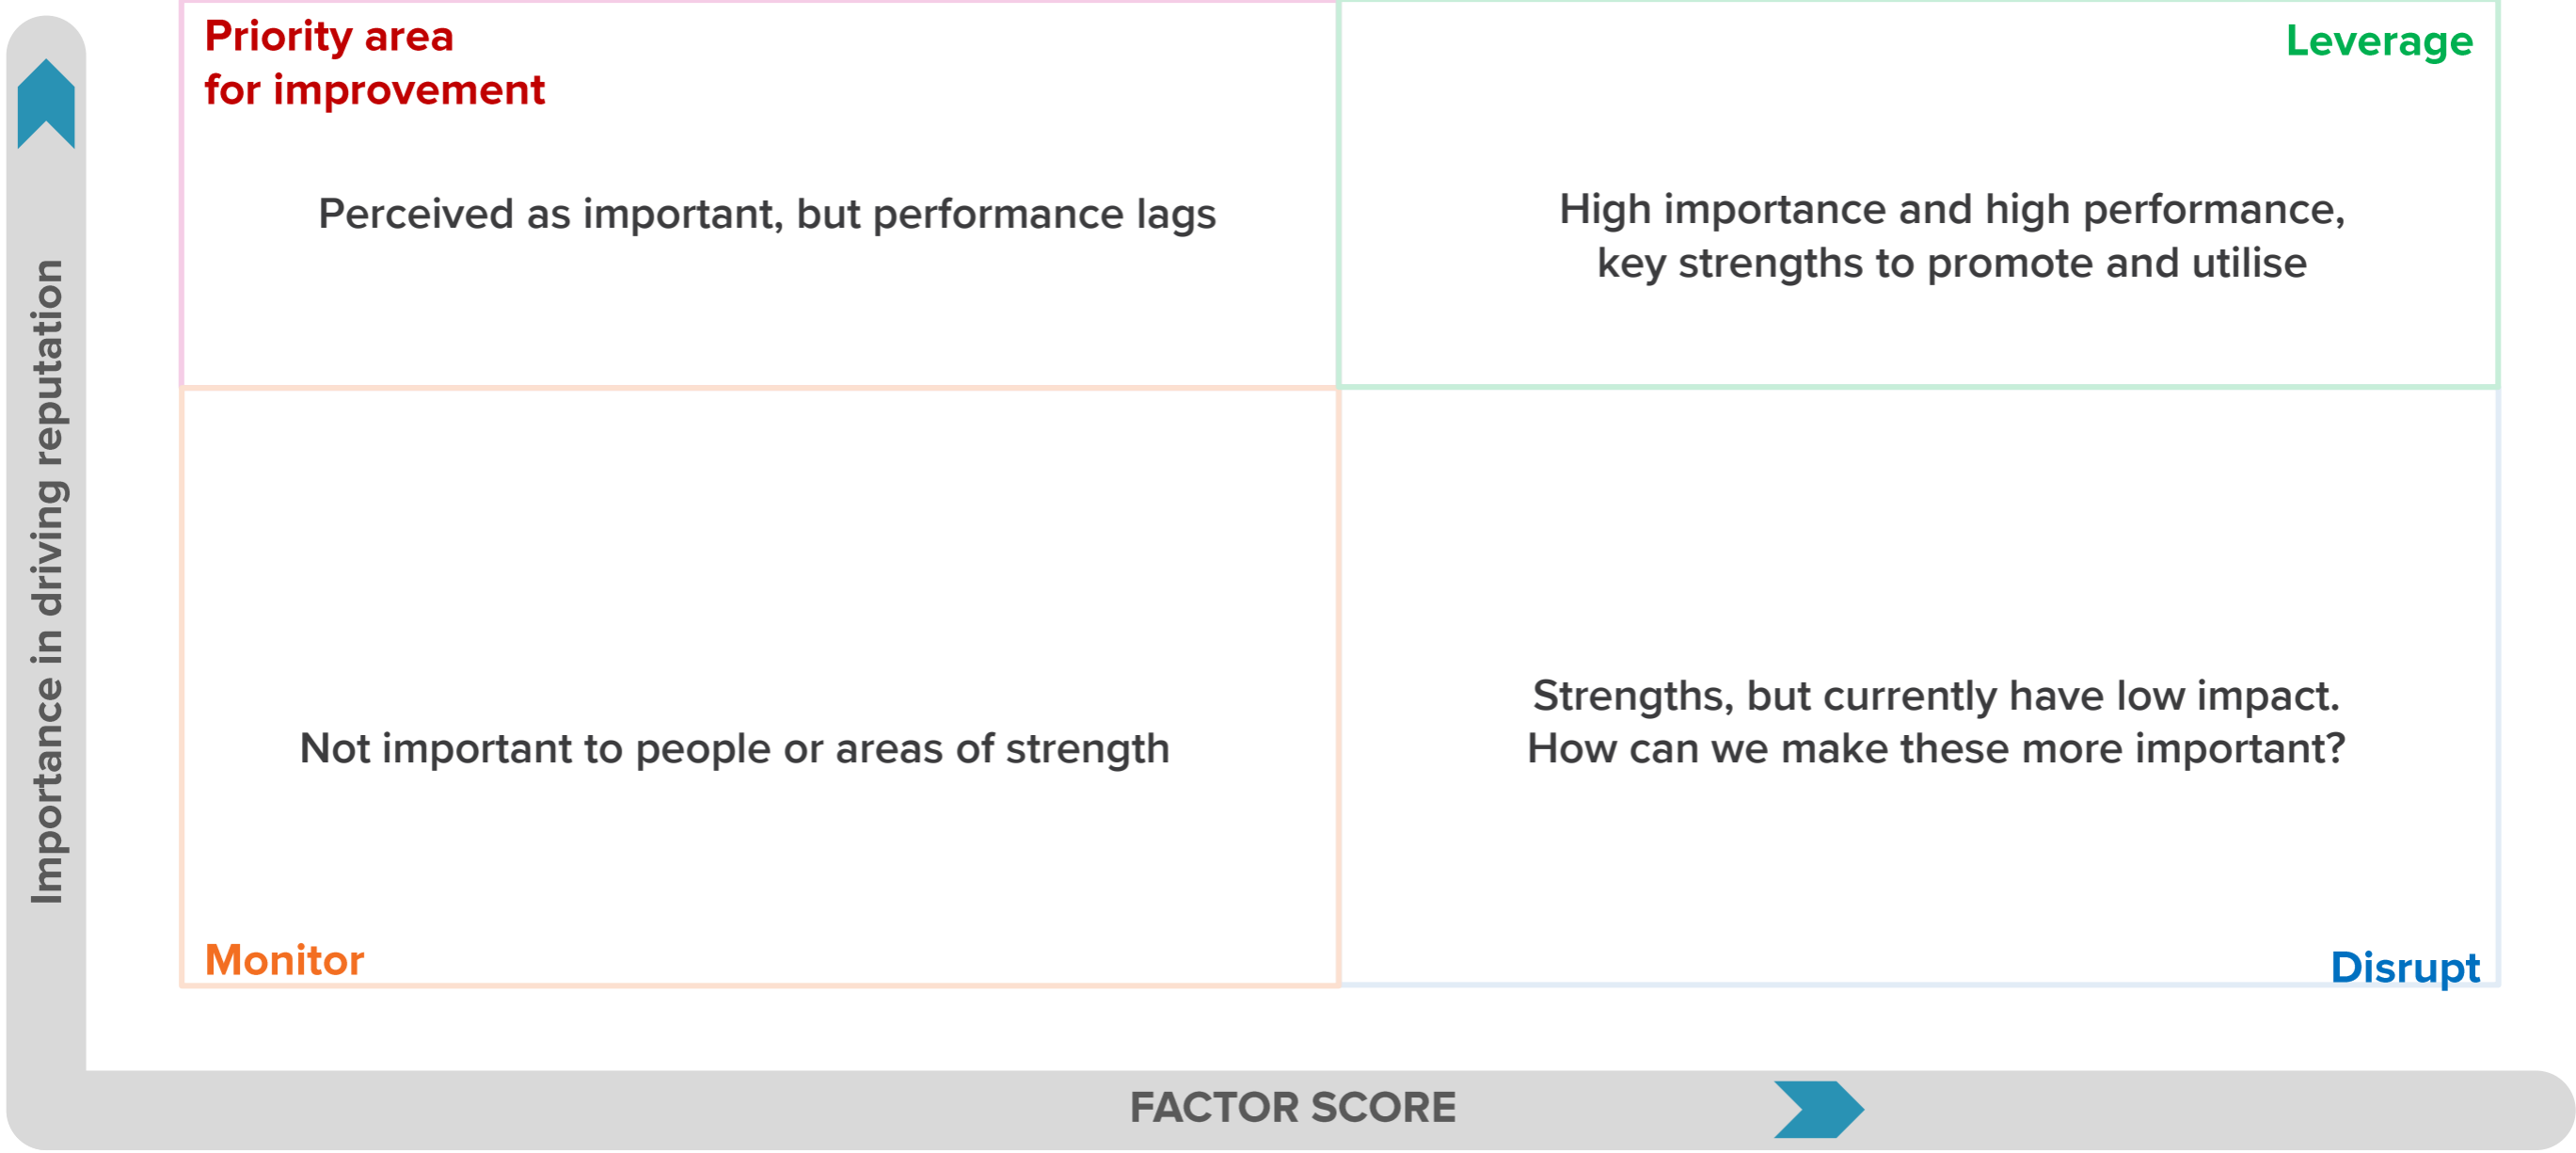 Priority area
for improvement
Leverage
Perceived as important, but performance lags
High importance and high performance,
key strengths to promote and utilise
Importance in driving reputation
Not important to people or areas of strength
Strengths, but currently have low impact.
How can we make these more important?
Monitor
Disrupt
FACTOR SCORE